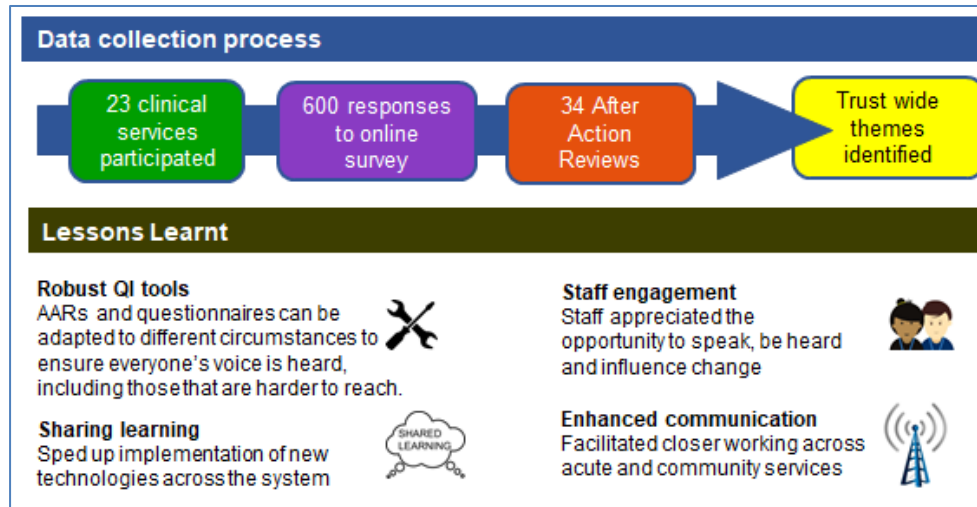 Data collection process
23 clinical
services
participated
600 responses
to online
survey
34 After
Action
Reviews
Trust wide
themes
identified
Lessons Learnt
Robust QI tools
AARs and questionnaires can be
adapted to different circumstances to
ensure everyone's voice is heard,
including those that are harder to reach.
Staff engagement
Staff appreciated the
opportunity to speak, be heard
and influence change
Sharing learning
Sped up implementation of new
technologies across the system
SHARED
LEARNING
Enhanced communication
Facilitated closer working across
acute and community services